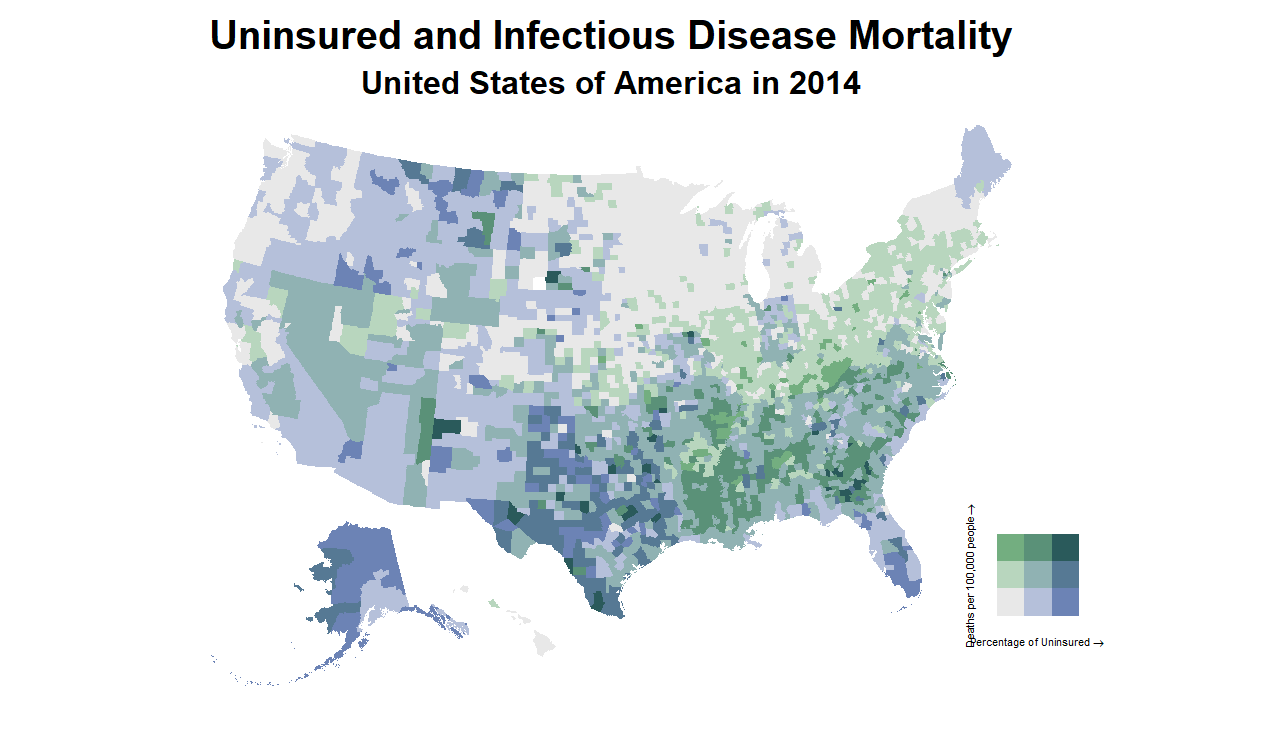 Uninsured and Infectious Disease Mortality
United States of America in 2014
Deaths per 100,000 people →
Percentage of Uninsured →